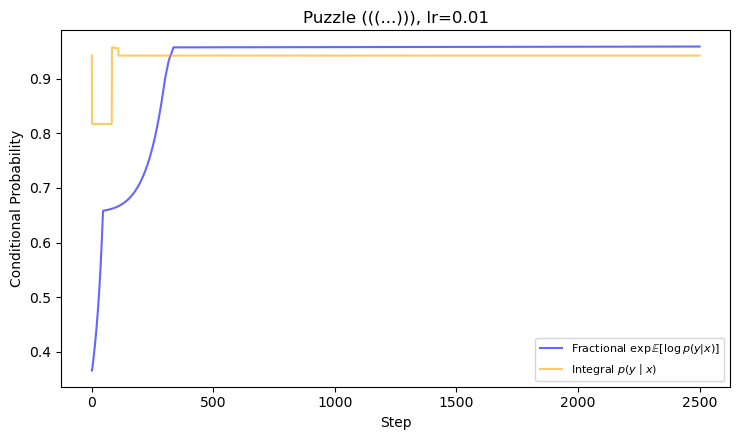 Puzzle (((...))), lr=0.01
Conditional Probability
0.9
0.8
0.7
0.6
0.5
0.4
Fractional exp𝔼[log p(y|x)]
Integral p(y | x)
0 500 1000 1500 2000 2500
Step